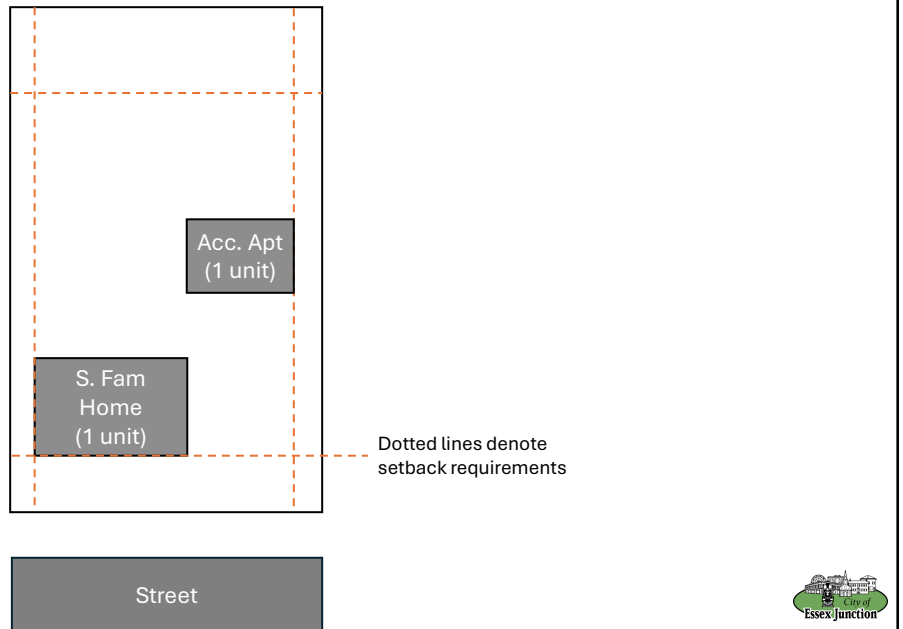 Acc. Apt
(1 unit)
S. Fam
Home
(1 unit)
Dotted lines denote
setback requirements
Street
City of
Essex Junction